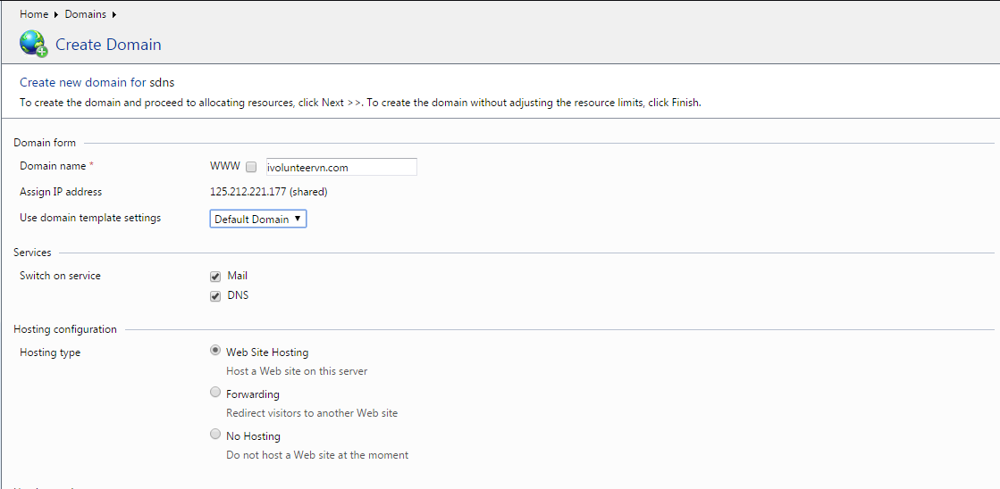 Home Domains
Create Domain
Create new domain for sdns
To create the domain and proceed to allocating resources, click Next >>. To create the domain without adjusting the resource limits, click Finish.
Domain form
Domain name * WWW ivolunteervn.com
Assign IP address 125.212.221.177 (shared)
Use domain template settings Default Domain
Services
Switch on service Mail
DNS
Hosting configuration
Hosting type Web Site Hosting
Host a Web site on this server
Forwarding
Redirect visitors to another Web site
No Hosting
Do not host a Web site at the moment